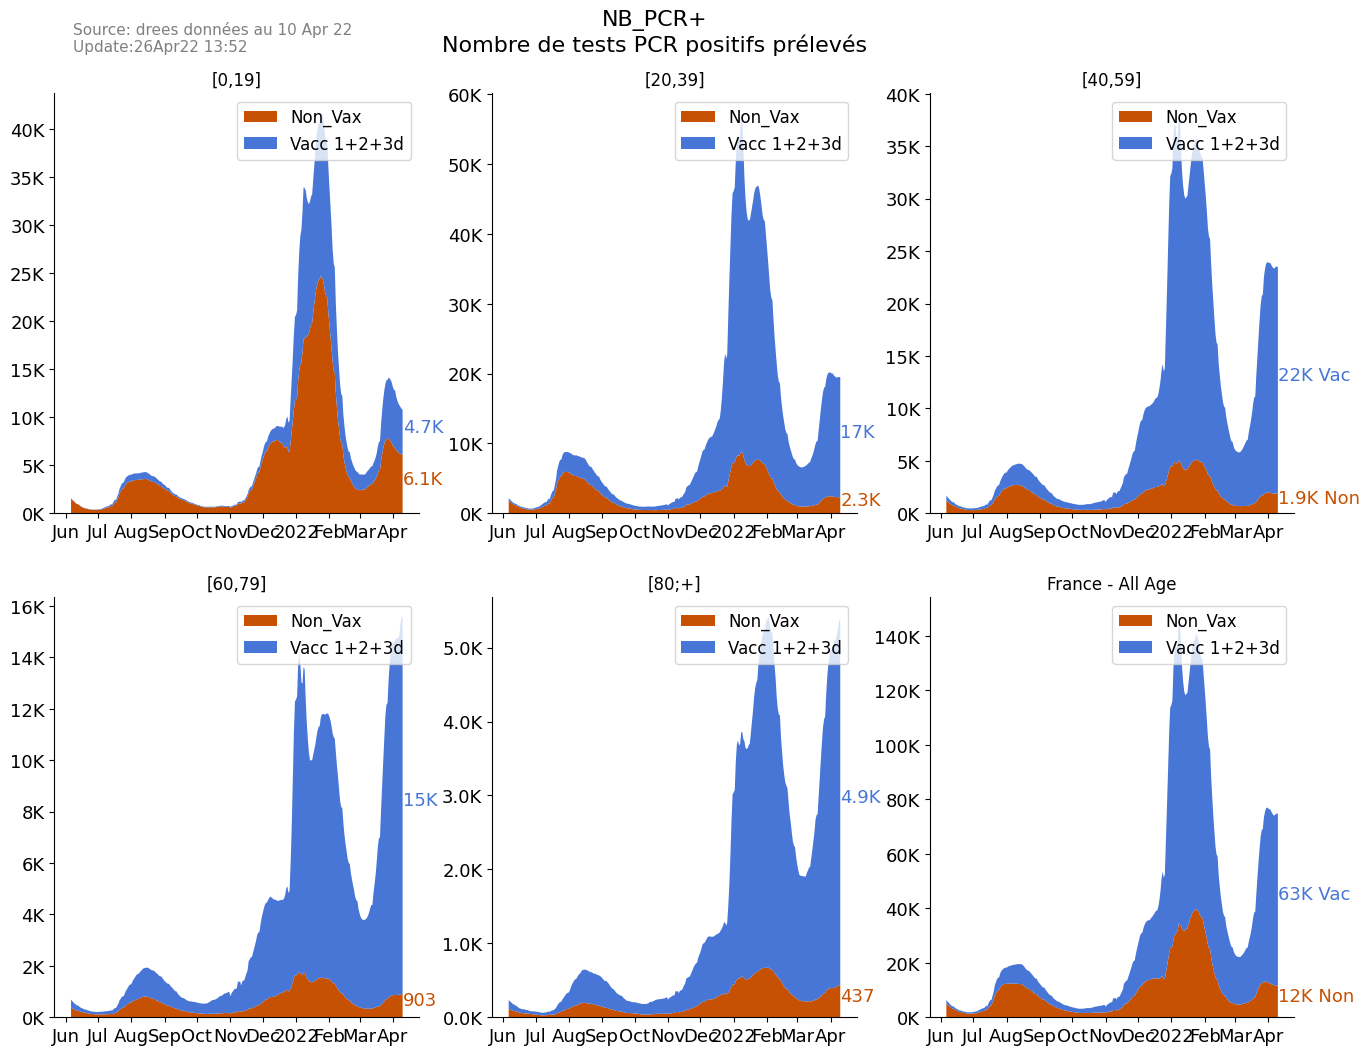 Source: drees données au 10 Apr 22
Update:26Apr22 13:52
NB_PCR+
Nombre de tests PCR positifs prélevés
[0,19]
Non_Vax
Vacc 1+2+3d
40K
35K
30K
25K
20K
15K
10K
5K
0K
4.7K
6.1K
Jun Jul Aug Sep Oct Nov Dec 2022 Feb Mar Apr
[20,39]
Non_Vax
Vacc 1+2+3d
60K
50K
40K
30K
20K
10K
0K
17K
2.3K
Jun Jul Aug Sep Oct Nov Dec 2022 Feb Mar Apr
[40,59]
Non_Vax
Vacc 1+2+3d
40K
35K
30K
25K
20K
15K
10K
5K
0K
22K Vac
1.9K Non
Jun Jul Aug Sep Oct Nov Dec 2022 Feb Mar Apr
[60,79]
Non_Vax
Vacc 1+2+3d
16K
14K
12K
10K
8K
6K
4K
2K
0K
15K
903
Jun Jul Aug Sep Oct Nov Dec 2022 Feb Mar Apr
[80;+]
Non_Vax
Vacc 1+2+3d
5.0K
4.0K
3.0K
2.0K
1.0K
0.0K
4.9K
437
Jun Jul Aug Sep Oct Nov Dec 2022 Feb Mar Apr
France - All Age
Non_Vax
Vacc 1+2+3d
140K
120K
100K
80K
60K
40K
20K
0K
63K Vac
12K Non
Jun Jul Aug Sep Oct Nov Dec 2022 Feb Mar Apr